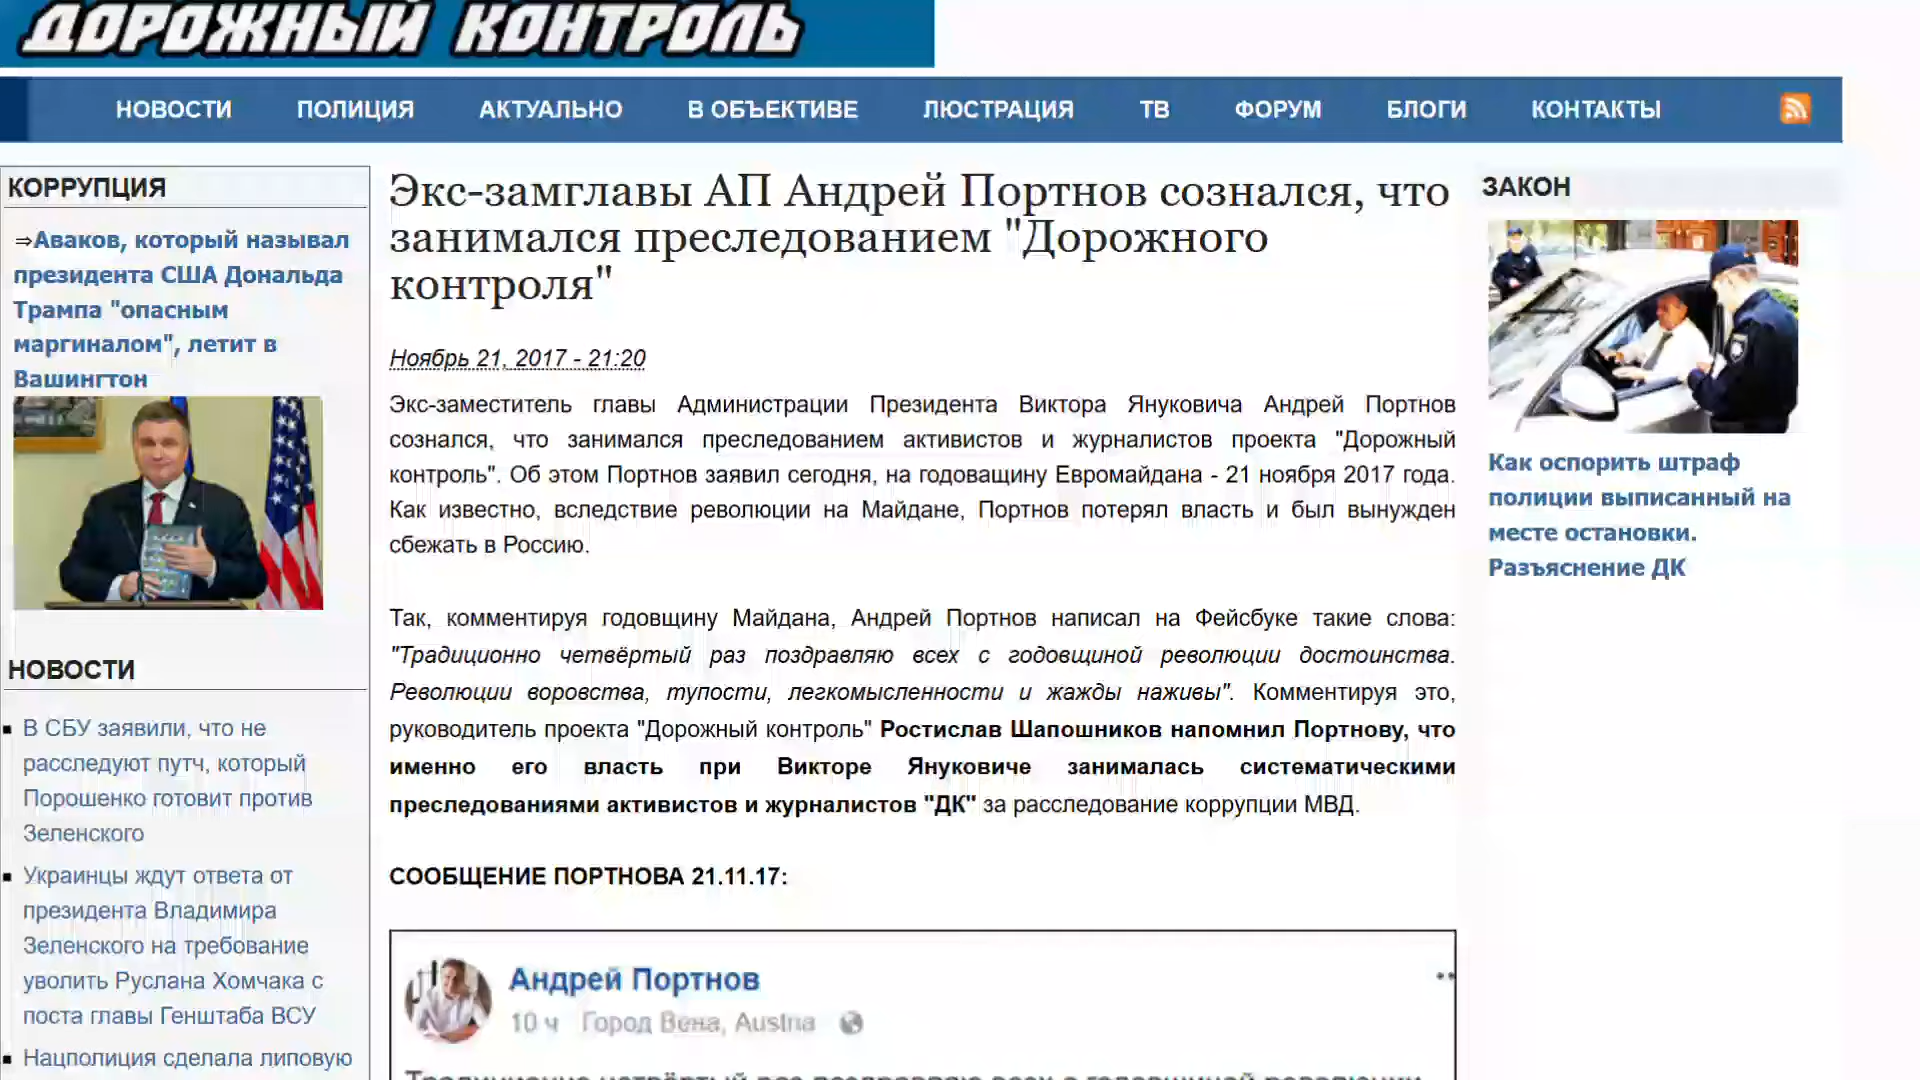 ДОРОЖНЫЙ КОНТРОЛЬ
НОВОСТИ ПОЛИЦИЯ АКТУАЛЬНО В ОБЪЕКТИВЕ ЛЮСТРАЦИЯ ТВ ФОРУМ БЛОГИ КОНТАКТЫ
КОРРУПЦИЯ
⇒Аваков, который называл
президента США Дональда
Трампа "опасным
маргиналом", летит в
Вашингтон
НОВОСТИ
В СБУ заявили, что не
расследуют путч, который
Порошенко готовит против
Зеленского
Украинцы ждут ответа от
президента Владимира
Зеленского на требование
уволить Руслана Хомчака с
поста главы Генштаба ВСУ
Нацполиция сделала липовую
Экс-замглавы АП Андрей Портнов сознался, что
занимался преследованием "Дорожного
контроля"
Ноябрь 21, 2017 - 21:20
Экс-заместитель главы Администрации Президента Виктора Януковича Андрей Портнов
сознался, что занимался преследованием активистов и журналистов проекта "Дорожный
контроль". Об этом Портнов заявил сегодня, на годоващину Евромайдана - 21 ноября 2017 года.
Как известно, вследствие революции на Майдане, Портнов потерял власть и был вынужден
сбежать в Россию.
Так, комментируя годовщину Майдана, Андрей Портнов написал на Фейсбуке такие слова:
"Традиционно четвёртый раз поздравляю всех с годовщиной революции достоинства.
Революции воровства, тупости, легкомысленности и жажды наживы". Комментируя это,
руководитель проекта "Дорожный контроль" Ростислав Шапошников напомнил Портнову, что
именно его власть при Викторе Януковиче занималась систематическими
преследованиями активистов и журналистов "ДК" за расследование коррупции МВД.
СООБЩЕНИЕ ПОРТНОВА 21.11.17:
Андрей Портнов
10 ч Город Вена, Austria
Традиционно четвёртый раз поздравляю всех с годовщиной революции
ЗАКОН
Как оспорить штраф
полиции выписанный на
месте остановки.
Разъяснение ДК